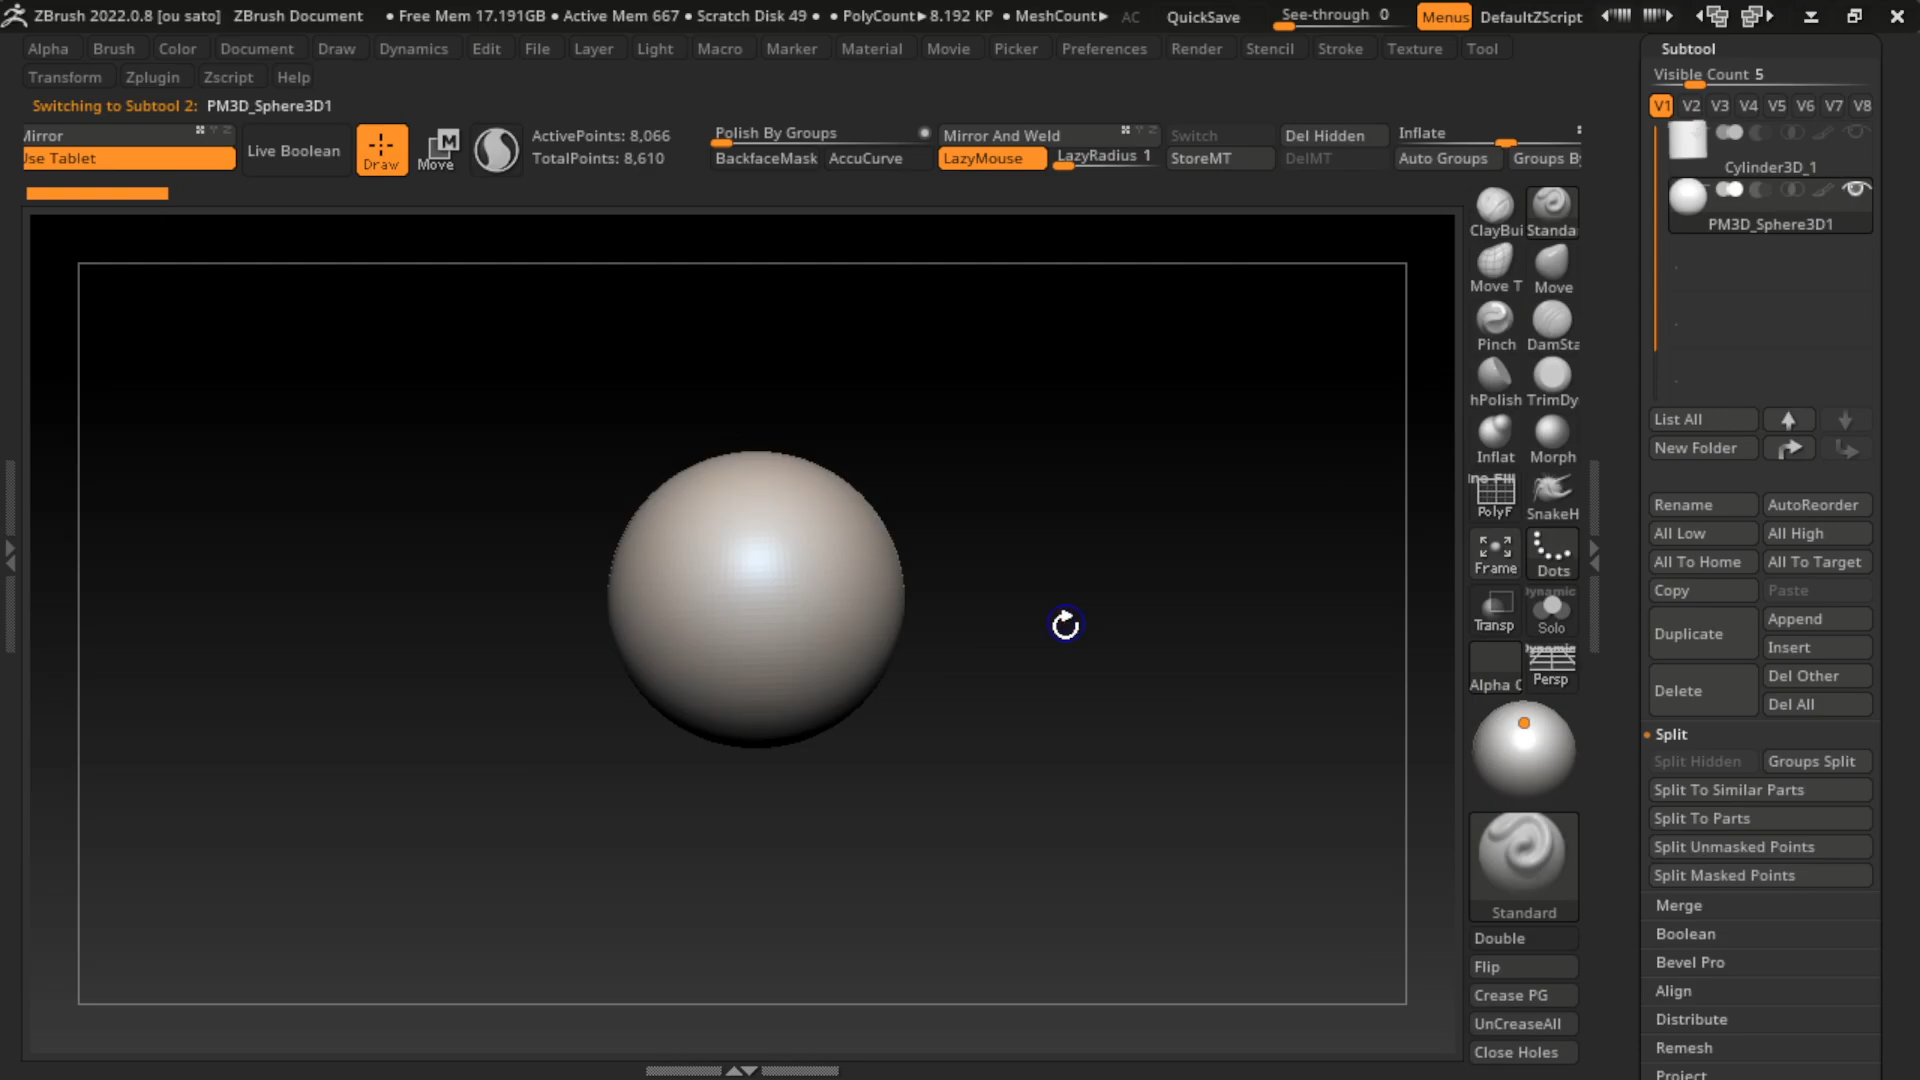 ZBrush 2022.0.8 [ou sato] ZBrush Document • Free Mem 17.191GB • Active Mem 667 • Scratch Disk 49 • • PolyCount▶ 8.192 KP • MeshCount▶ AC QuickSave See-through 0 Menus DefaultZScript
Alpha Brush Color Document Draw Dynamics Edit File Layer Light Macro Marker Material Movie Picker Preferences Render Stencil Stroke Texture Tool
Transform Zplugin Zscript Help
Switching to Subtool 2: PM3D_Sphere3D1
Mirror
Use Tablet
Live Boolean
Draw
Move
ActivePoints: 8,066
TotalPoints: 8,610
Polish By Groups
BackfaceMask AccuCurve
Mirror And Weld
LazyMouse LazyRadius 1
Switch Del Hidden
StoreMT DelMT
Inflate
Auto Groups Groups By
ClayBui Standa
Move T Move
Pinch DamSta
hPolish TrimDy
Inflat Morph
PolyF SnakeH
Frame Dots
Dynamic
Transp Solo
Alpha O Persp
Standard
Double
Flip
Crease PG
UnCreaseAll
Close Holes
Subtool
Visible Count 5
V1 V2 V3 V4 V5 V6 V7 V8
Cylinder3D_1
PM3D_Sphere3D1
List All
New Folder
Rename AutoReorder
All Low All High
All To Home All To Target
Copy Paste
Duplicate Append
Insert
Delete Del Other
Del All
Split
Split Hidden Groups Split
Split To Similar Parts
Split To Parts
Split Unmasked Points
Split Masked Points
Merge
Boolean
Bevel Pro
Align
Distribute
Remesh
Project